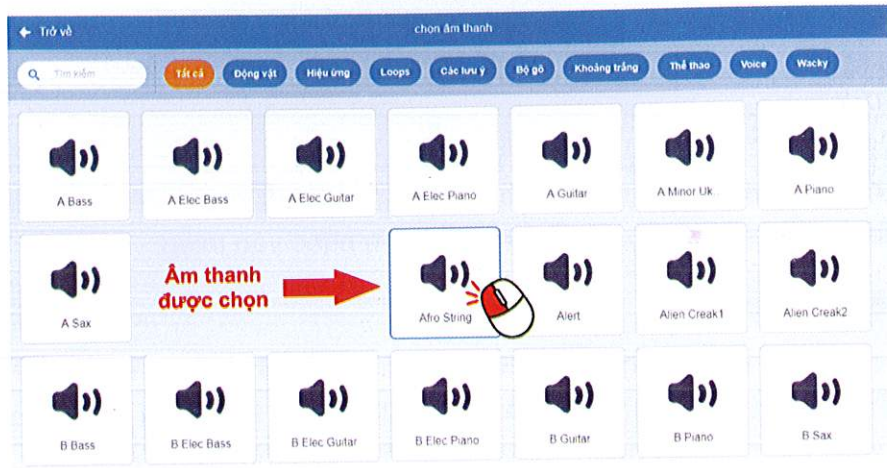 Trở về
chọn âm thanh
Tìm kiếm
Tất cả
Động vật
Hiệu ứng
Loops
Các lưu ý
Bộ gõ
Khoảng trắng
Thể thao
Voice
Wacky
A Bass
A Elec Bass
A Elec Guitar
A Elec Piano
A Guitar
A Minor Uk
A Piano
A Sax
Âm thanh
được chọn
Afro String
Alert
Alien Creak1
Alien Creak2
B Bass
B Elec Bass
B Elec Guitar
B Elec Piano
B Guitar
B Piano
B Sax